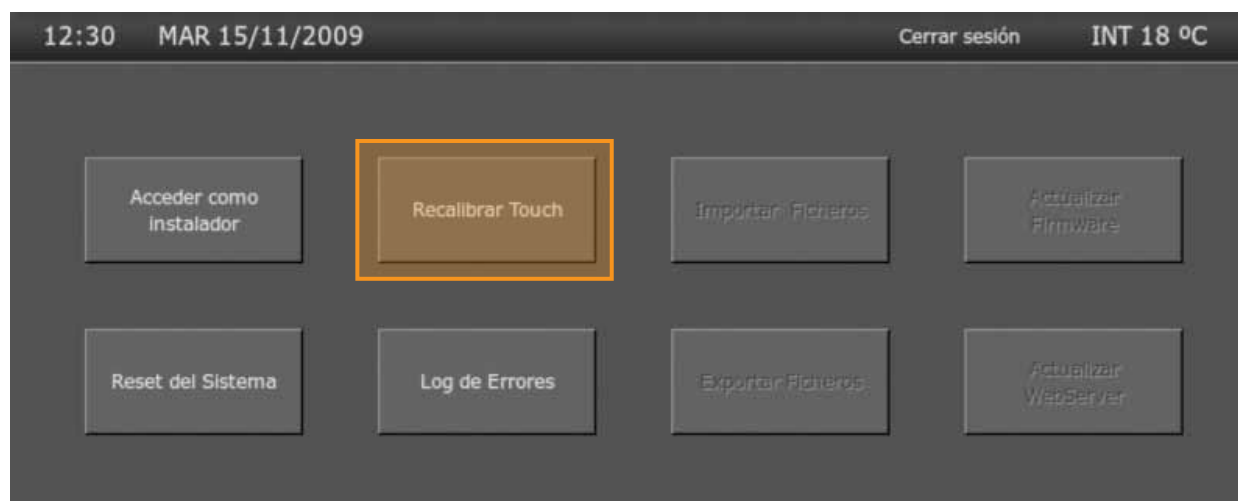 12:30 MAR 15/11/2009 Cerrar sesión INT 18 ºC
Acceder como
instalador
Recalibrar Touch
Importar Ficheros
Actualizar
Firmware
Reset del Sistema
Log de Errores
Exportar Ficheros
Actualizar
WebServer